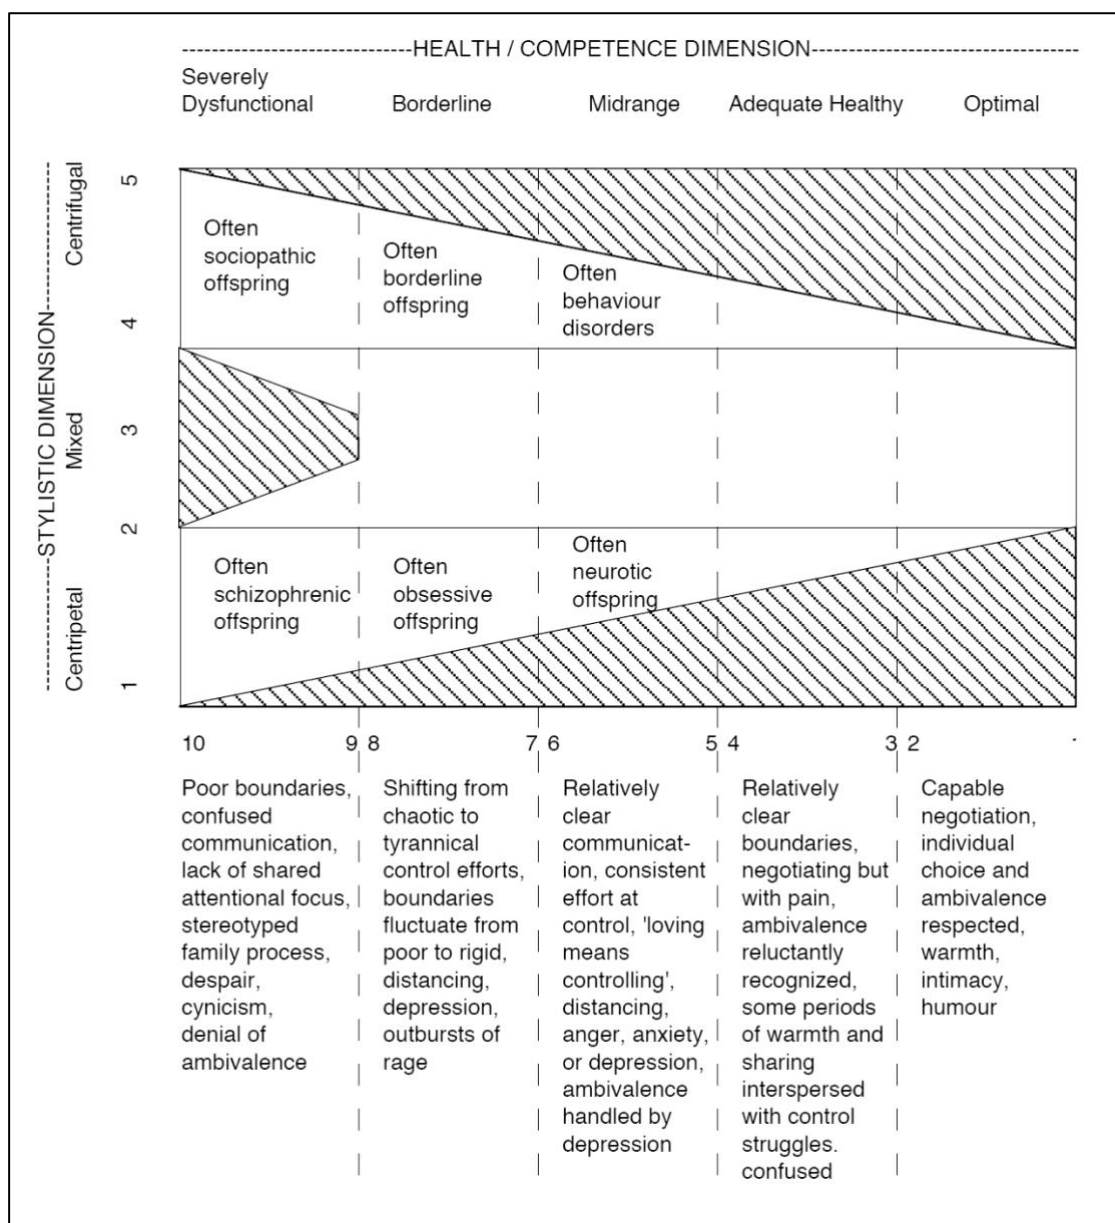 HEALTH / COMPETENCE DIMENSION
Severely
Dysfunctional
Borderline
Midrange
Adequate Healthy
Optimal
STYLISTIC DIMENSION
Centrifugal
Mixed
Centripetal
5
4
3
2
1
Often
sociopathic
offspring
Often
borderline
offspring
Often
behaviour
disorders
Often
schizophrenic
offspring
Often
obsessive
offspring
Often
neurotic
offspring
10
9 8
7 6
5 4
3 2
Poor boundaries,
confused
communication,
lack of shared
attentional focus,
stereotyped
family process,
despair,
cynicism,
denial of
ambivalence
Shifting from
chaotic to
tyrannical
control efforts,
boundaries
fluctuate from
poor to rigid,
distancing,
depression,
outbursts of
rage
Relatively
clear
communicat-
ion, consistent
effort at
control, 'loving
means
controlling',
distancing,
anger, anxiety,
or depression,
ambivalence
handled by
depression
Relatively
clear
boundaries,
negotiating but
with pain,
ambivalence
reluctantly
recognized,
some periods
of warmth and
sharing
interspersed
with control
struggles.
confused
Capable
negotiation,
individual
choice and
ambivalence
respected,
warmth,
intimacy,
humour